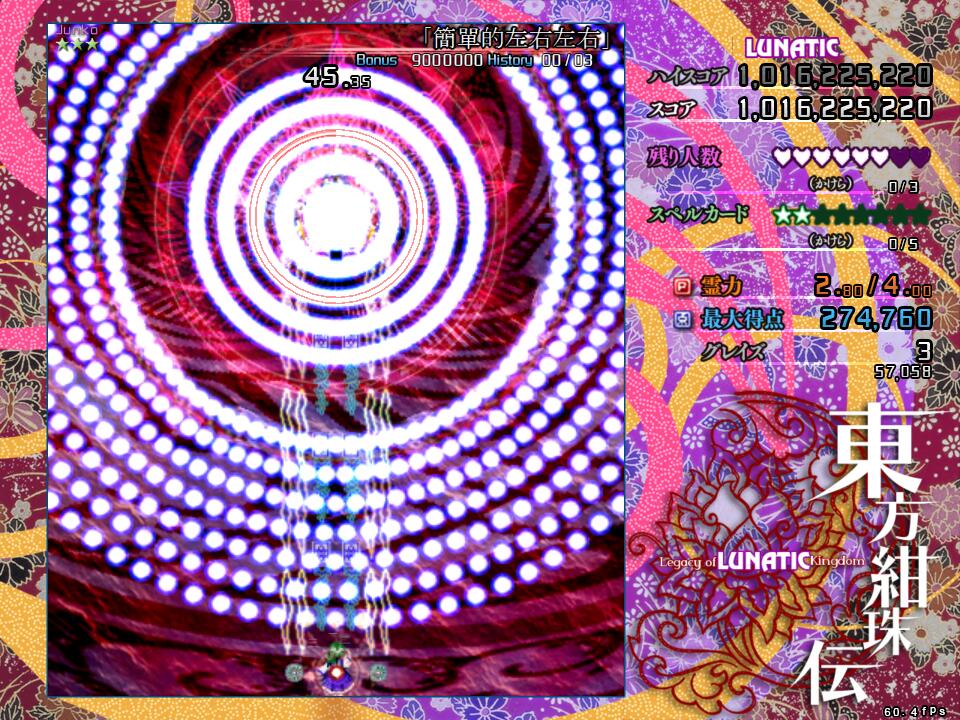 Junko
「簡單的左右左右」
Bonus 9000000 History 00/03
45.35
LUNATIC
ハイスコア 1,016,225,220
スコア 1,016,225,220
残り人数
(かけら) 0/3
スペルカード
(かけら) 0/5
P 霊力 2.80/4.00
最大得点 274,760
グレイズ 3
57,058
東方紺珠伝
Legacy of LUNATIC Kingdom
60.4fps